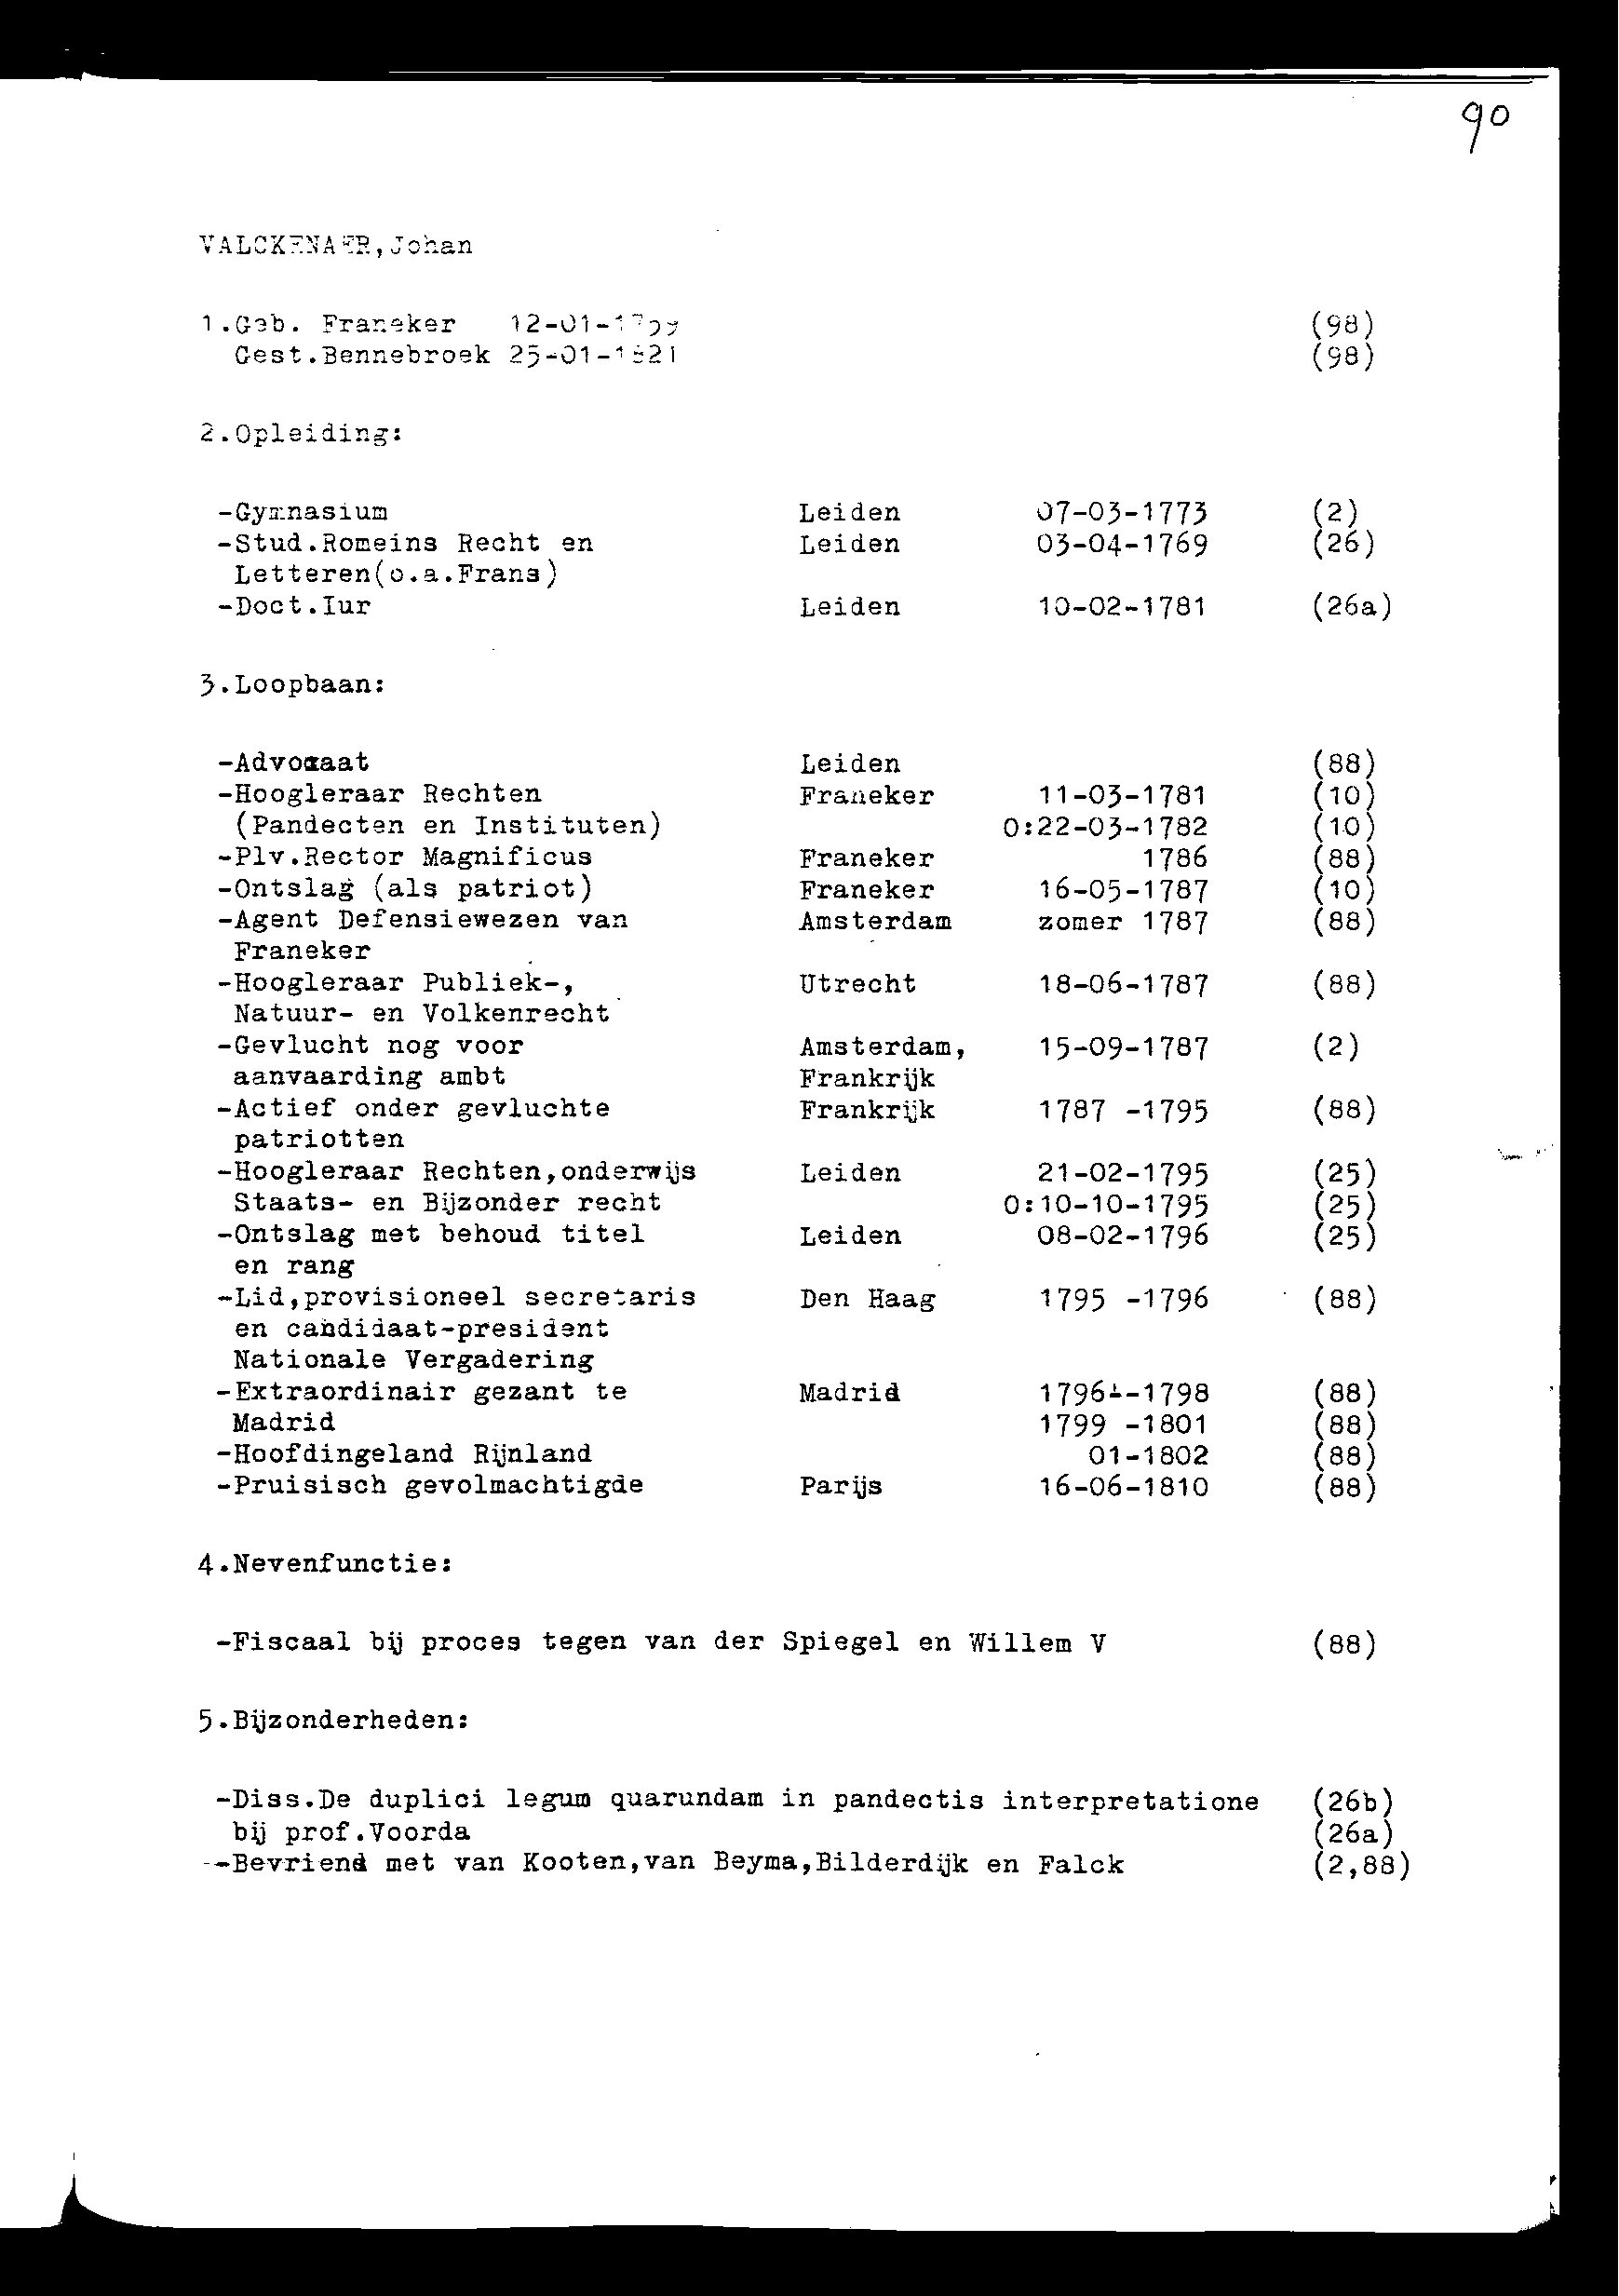 90
VALCKENAER,Johan
1.Geb. Franeker 12-01-1759 (98)
Gest.Bennebroek 25-01-1821 (98)
2.Opleiding:
-Gymnasium Leiden 07-03-1773 (2)
-Stud.Romeins Recht en Leiden 03-04-1769 (26)
Letteren(o.a.Frans)
-Doct.Iur Leiden 10-02-1781 (26a)
3.Loopbaan:
-Advokaat Leiden (88)
-Hoogleraar Rechten Franeker 11-03-1781 (10)
(Pandecten en Instituten) 0:22-03-1782 (10)
-Plv.Rector Magnificus Franeker 1786 (88)
-Ontslag (als patriot) Franeker 16-05-1787 (10)
-Agent Defensiewezen van Amsterdam zomer 1787 (88)
Franeker
-Hoogleraar Publiek-, Utrecht 18-06-1787 (88)
Natuur- en Volkenrecht
-Gevlucht nog voor Amsterdam, 15-09-1787 (2)
aanvaarding ambt Frankrijk
-Actief onder gevluchte Frankrijk 1787 -1795 (88)
patriotten
-Hoogleraar Rechten,onderwijs Leiden 21-02-1795 (25)
Staats- en Bijzonder recht 0:10-10-1795 (25)
-Ontslag met behoud titel Leiden 08-02-1796 (25)
en rang
-Lid,provisioneel secretaris Den Haag 1795 -1796 (88)
en candidaat-president
Nationale Vergadering
-Extraordinair gezant te Madrid 1796--1798 (88)
Madrid 1799 -1801 (88)
-Hoofdingeland Rijnland 01-1802 (88)
-Pruisisch gevolmachtigde Parijs 16-06-1810 (88)
4.Nevenfunctie:
-Fiscaal bij proces tegen van der Spiegel en Willem V (88)
5.Bijzonderheden:
-Diss.De duplici legum quarundam in pandectis interpretatione (26b)
bij prof.Voorda (26a)
--Bevriend met van Kooten,van Beyma,Bilderdijk en Falck (2,88)